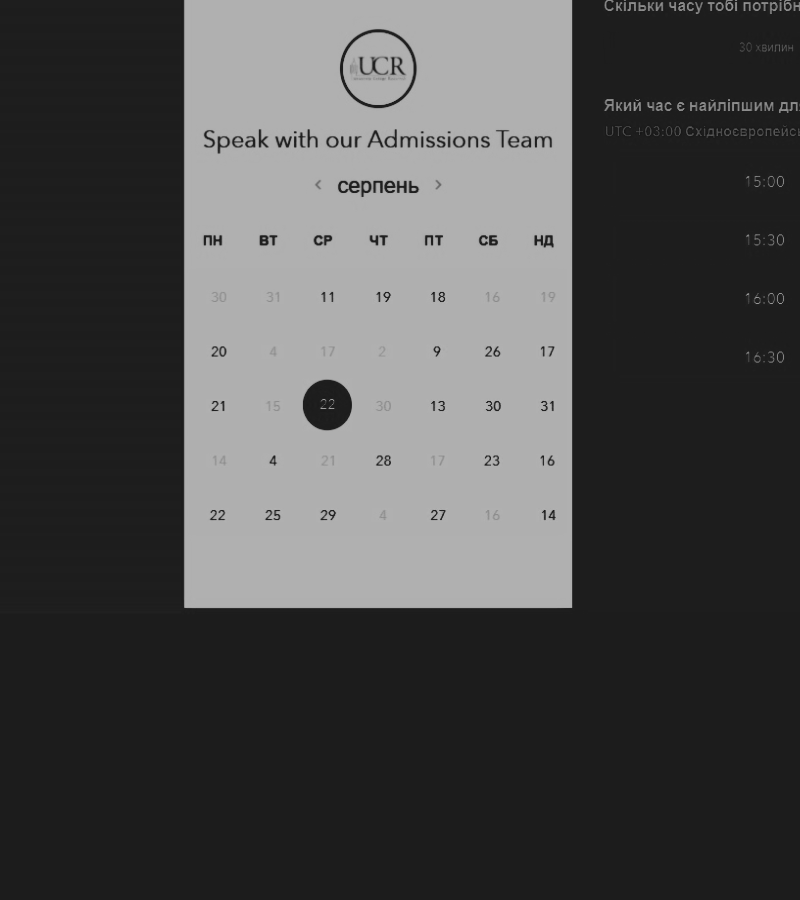 UCR
Speak with our Admissions Team
серпень
ПН ВТ СР ЧТ ПТ СБ НД
30 31 11 19 18 16 19
20 4 17 2 9 26 17
21 15 22 30 13 30 31
14 4 21 28 17 23 16
22 25 29 4 27 16 14
Скільки часу тобі потрібн
30 хвилин
Який час є найліпшим дл
UTC +03:00 Східноєвропейсь
15:00
15:30
16:00
16:30